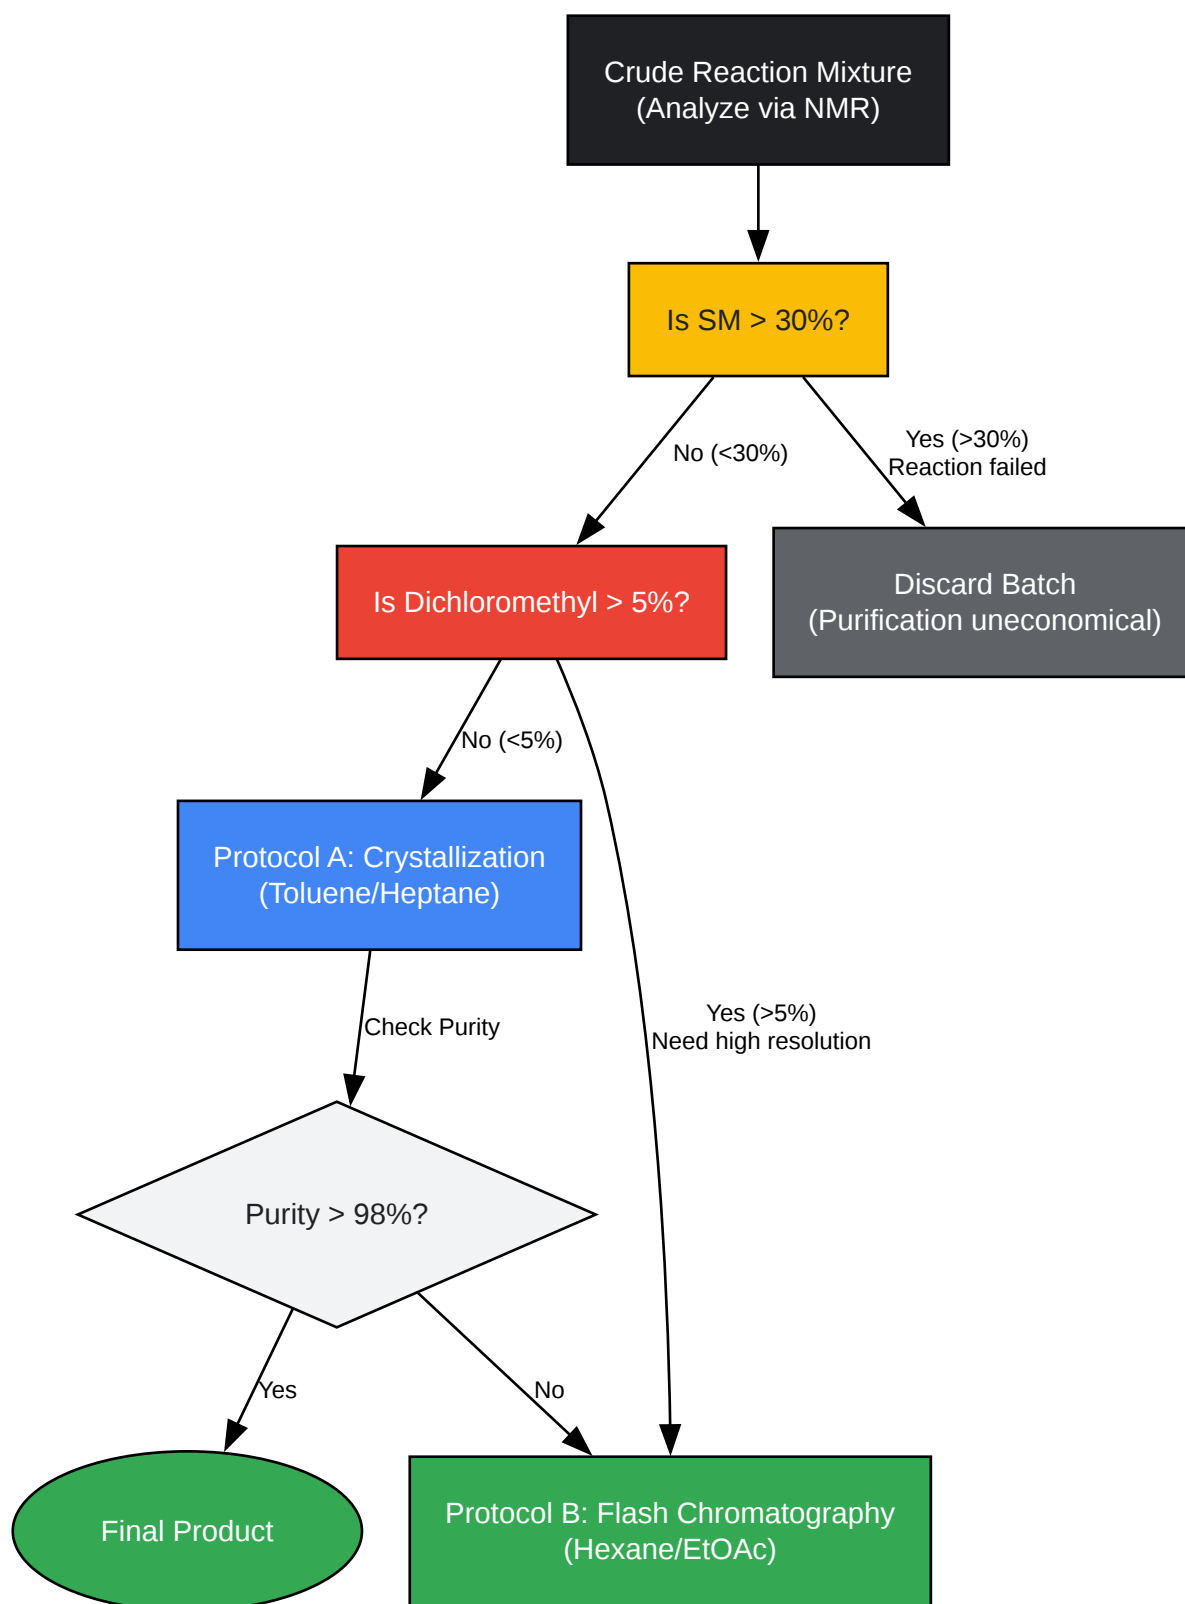 Crude Reaction Mixture
(Analyze via NMR)
Is SM > 30%?
No (<30%)
Yes (>30%)
Reaction failed
Is Dichloromethyl > 5%?
Discard Batch
(Purification uneconomical)
No (<5%)
Protocol A: Crystallization
(Toluene/Heptane)
Check Purity
Yes (>5%)
Need high resolution
Purity > 98%?
Yes
No
Final Product
Protocol B: Flash Chromatography
(Hexane/EtOAc)